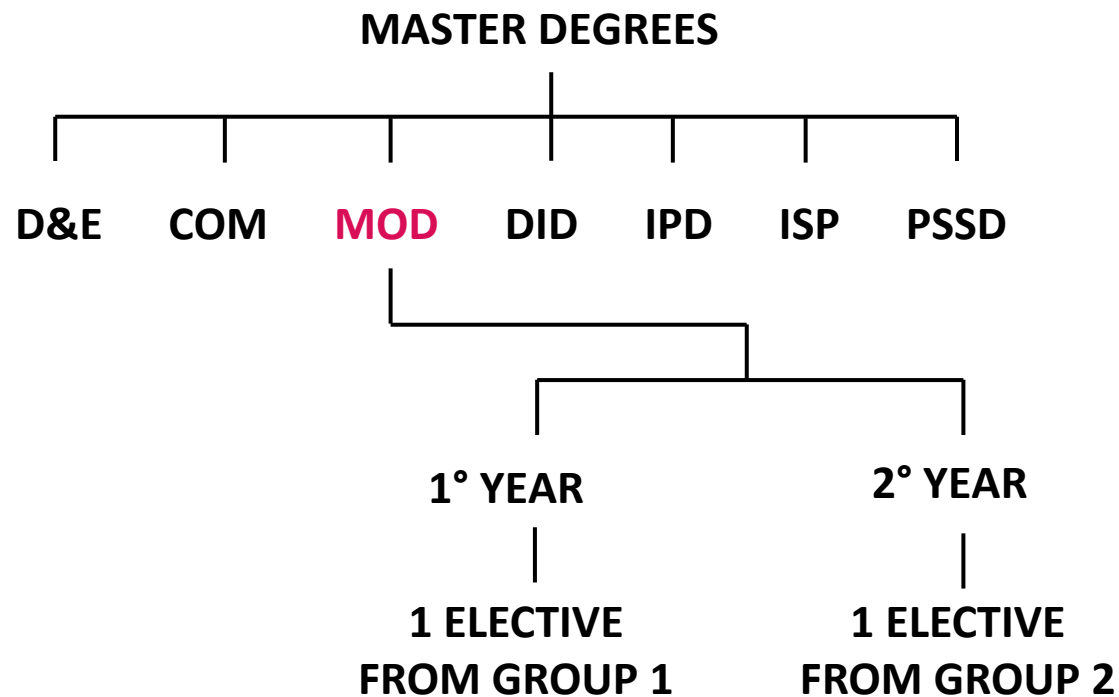 MASTER DEGREES
D&E COM MOD DID IPD ISP PSSD
1° YEAR 2° YEAR
1 ELECTIVE 1 ELECTIVE
FROM GROUP 1 FROM GROUP 2